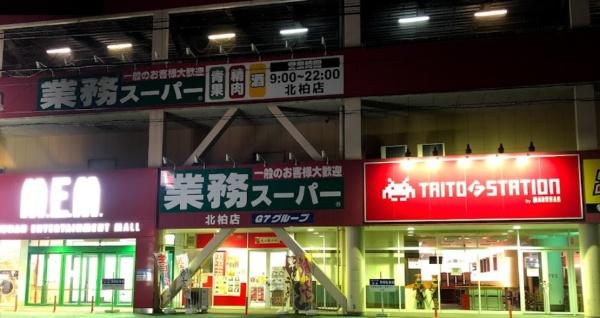 一般のお客様大歓迎
業務スーパー
青果
精肉
酒
営業時間
9:00~22:00
北柏店
M.E.M.
ENTERTAINMENT MALL
一般のお客様大歓迎
業務スーパー®
北柏店
G7グループ
TAITO STATION
by MARUHAN